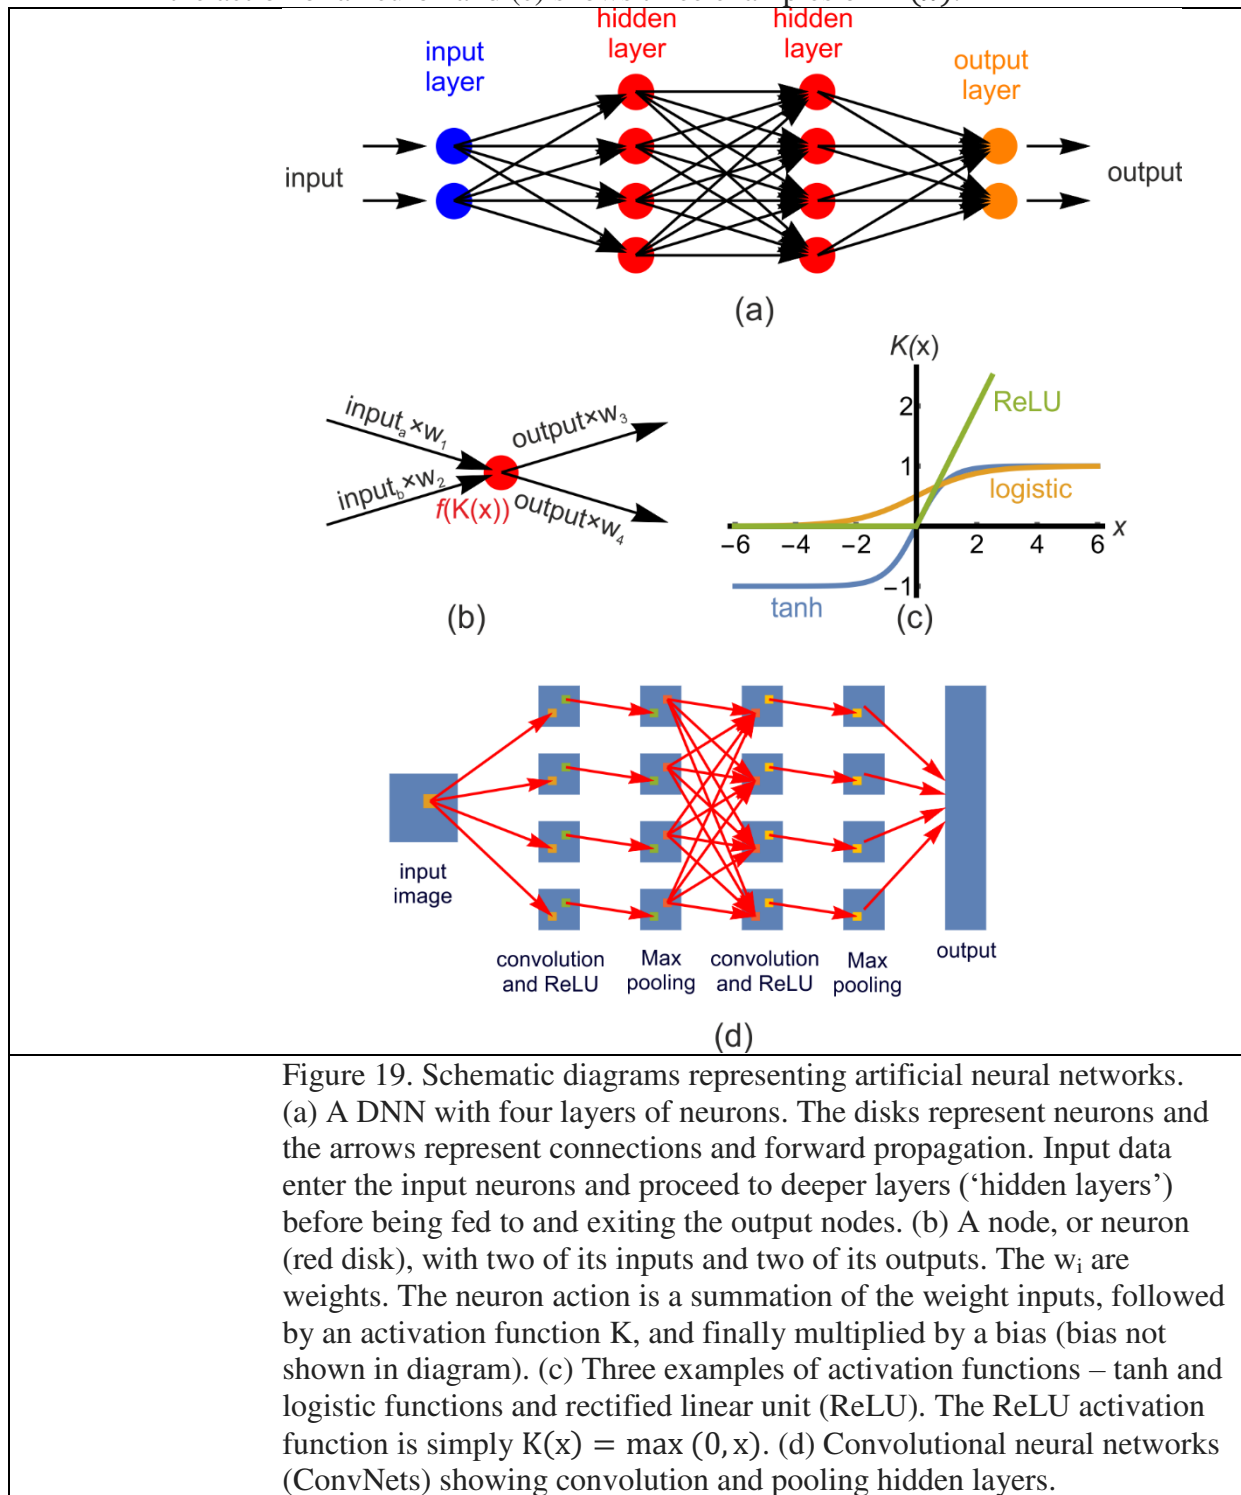 hidden
layer
hidden
layer
input
layer
output
layer
input
output
(a)
K(x)
2
1
ReLU
logistic
−6 −4 −2 2 4 6 x
−1
tanh
inputₐ×w₁
output×w₃
input_b×w₂
f(K(x))
output×w₄
(b)
(c)
input
image
convolution
and ReLU
Max
pooling
convolution
and ReLU
Max
pooling
output
(d)
Figure 19. Schematic diagrams representing artificial neural networks.
(a) A DNN with four layers of neurons. The disks represent neurons and
the arrows represent connections and forward propagation. Input data
enter the input neurons and proceed to deeper layers (‘hidden layers’)
before being fed to and exiting the output nodes. (b) A node, or neuron
(red disk), with two of its inputs and two of its outputs. The wᵢ are
weights. The neuron action is a summation of the weight inputs, followed
by an activation function K, and finally multiplied by a bias (bias not
shown in diagram). (c) Three examples of activation functions – tanh and
logistic functions and rectified linear unit (ReLU). The ReLU activation
function is simply K(x) = max (0, x). (d) Convolutional neural networks
(ConvNets) showing convolution and pooling hidden layers.